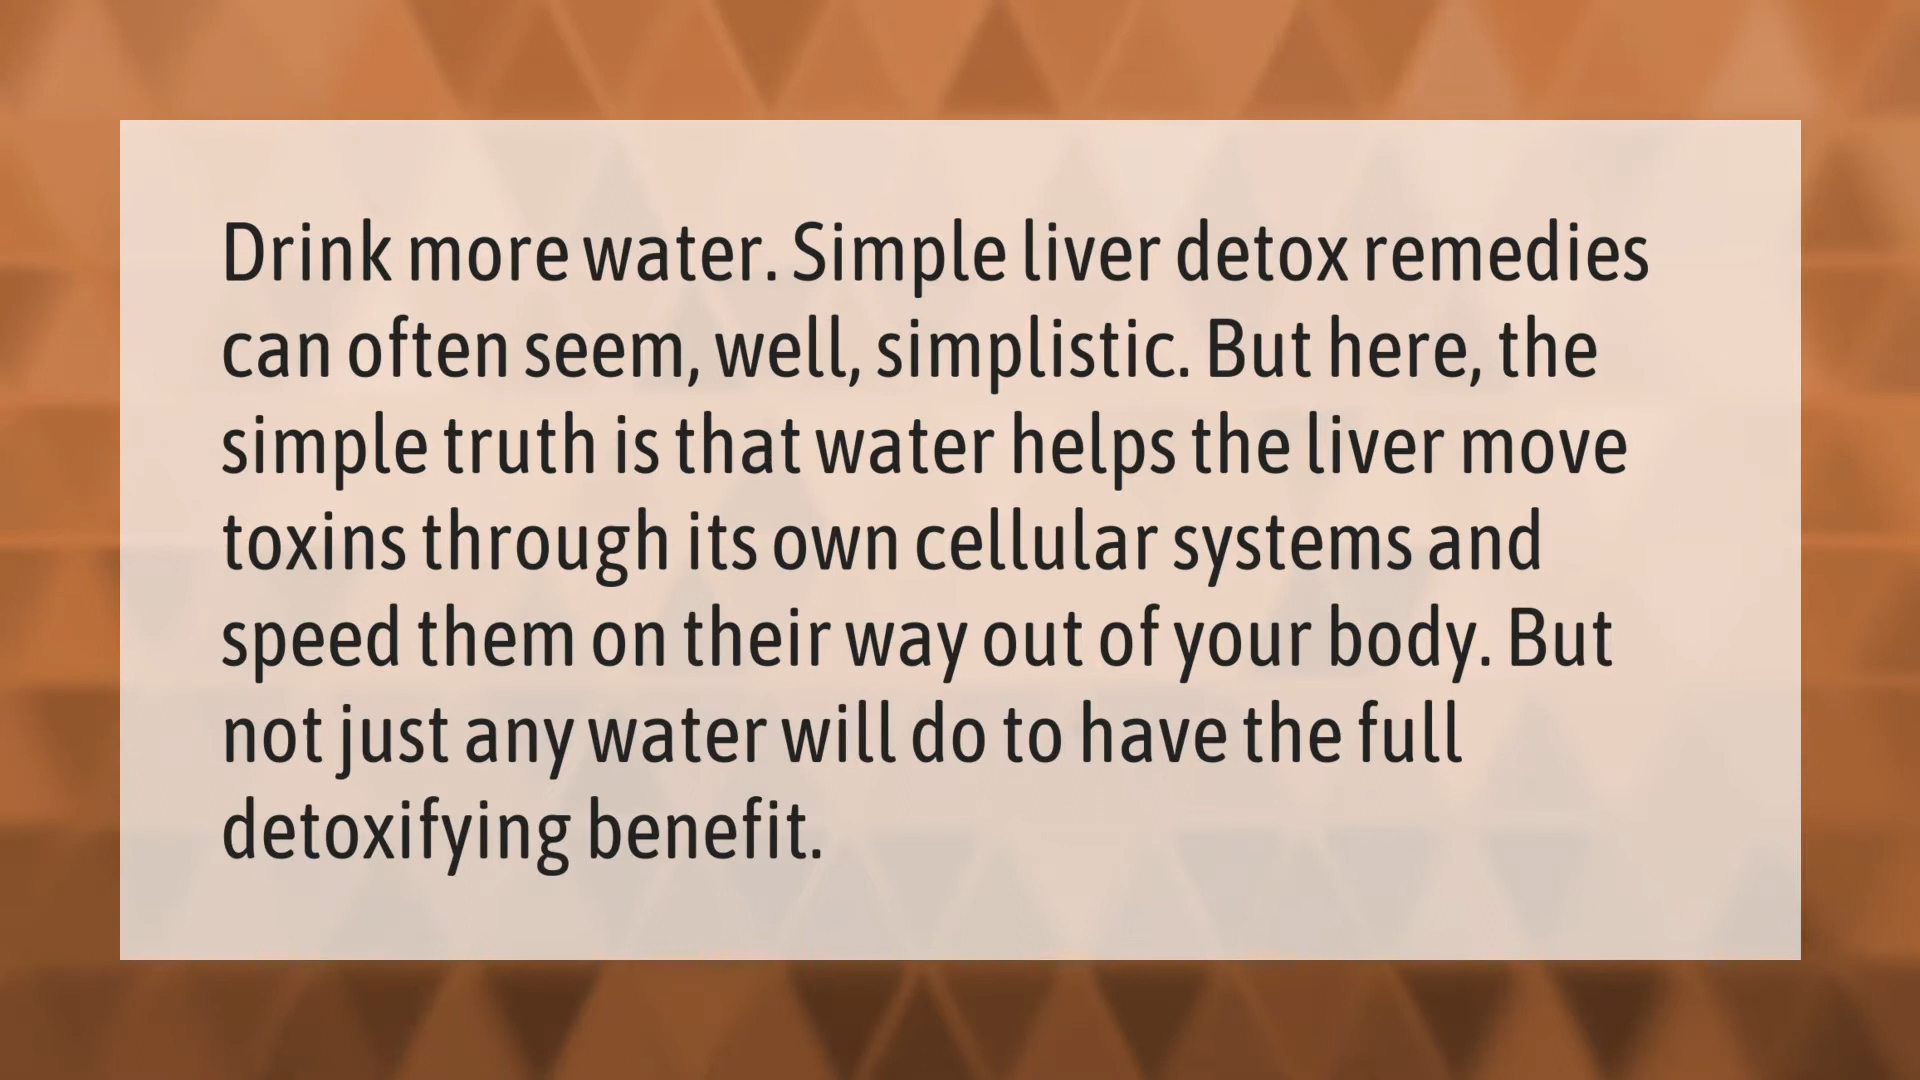 Drink more water. Simple liver detox remedies
can often seem, well, simplistic. But here, the
simple truth is that water helps the liver move
toxins through its own cellular systems and
speed them on their way out of your body. But
not just any water will do to have the full
detoxifying benefit.